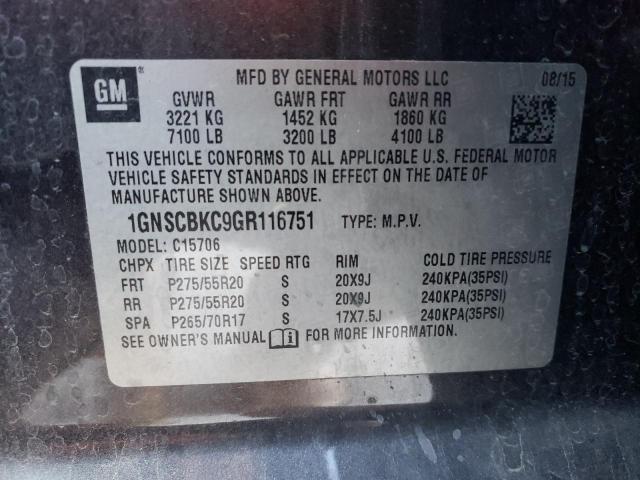 GM ® MFD BY GENERAL MOTORS LLC 08/15
GVWR GAWR FRT GAWR RR
3221 KG 1452 KG 1860 KG
7100 LB 3200 LB 4100 LB
THIS VEHICLE CONFORMS TO ALL APPLICABLE U.S. FEDERAL MOTOR
VEHICLE SAFETY STANDARDS IN EFFECT ON THE DATE OF
MANUFACTURE SHOWN ABOVE.
1GNSCBKC9GR116751 TYPE: M.P.V.
MODEL: C15706
CHPX TIRE SIZE SPEED RTG RIM COLD TIRE PRESSURE
FRT P275/55R20 S 20X9J 240KPA(35PSI)
RR P275/55R20 S 20X9J 240KPA(35PSI)
SPA P265/70R17 S 17X7.5J 240KPA(35PSI)
SEE OWNER'S MANUAL FOR MORE INFORMATION.